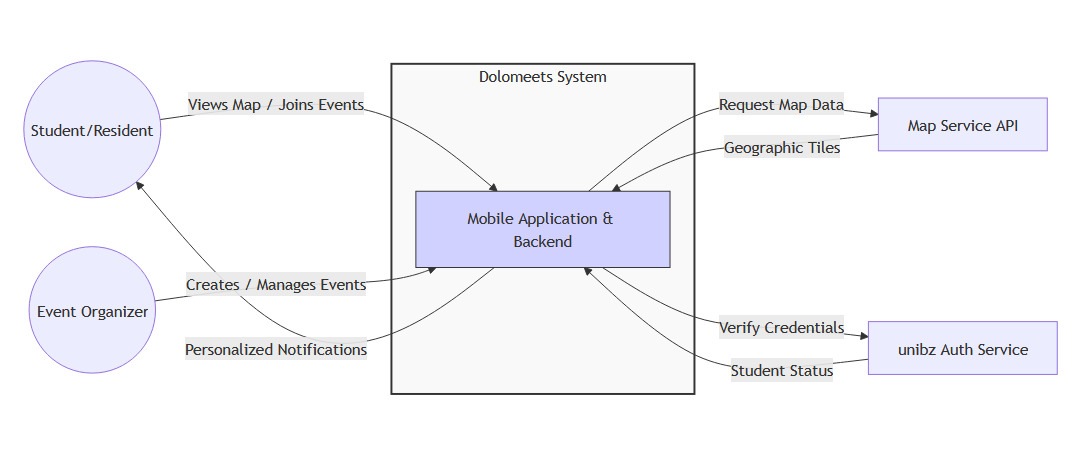 Dolomeets System
Views Map / Joins Events
Request Map Data
Student/Resident
Map Service API
Geographic Tiles
Mobile Application &
Backend
Creates / Manages Events
Event Organizer
Verify Credentials
Personalized Notifications
unibz Auth Service
Student Status